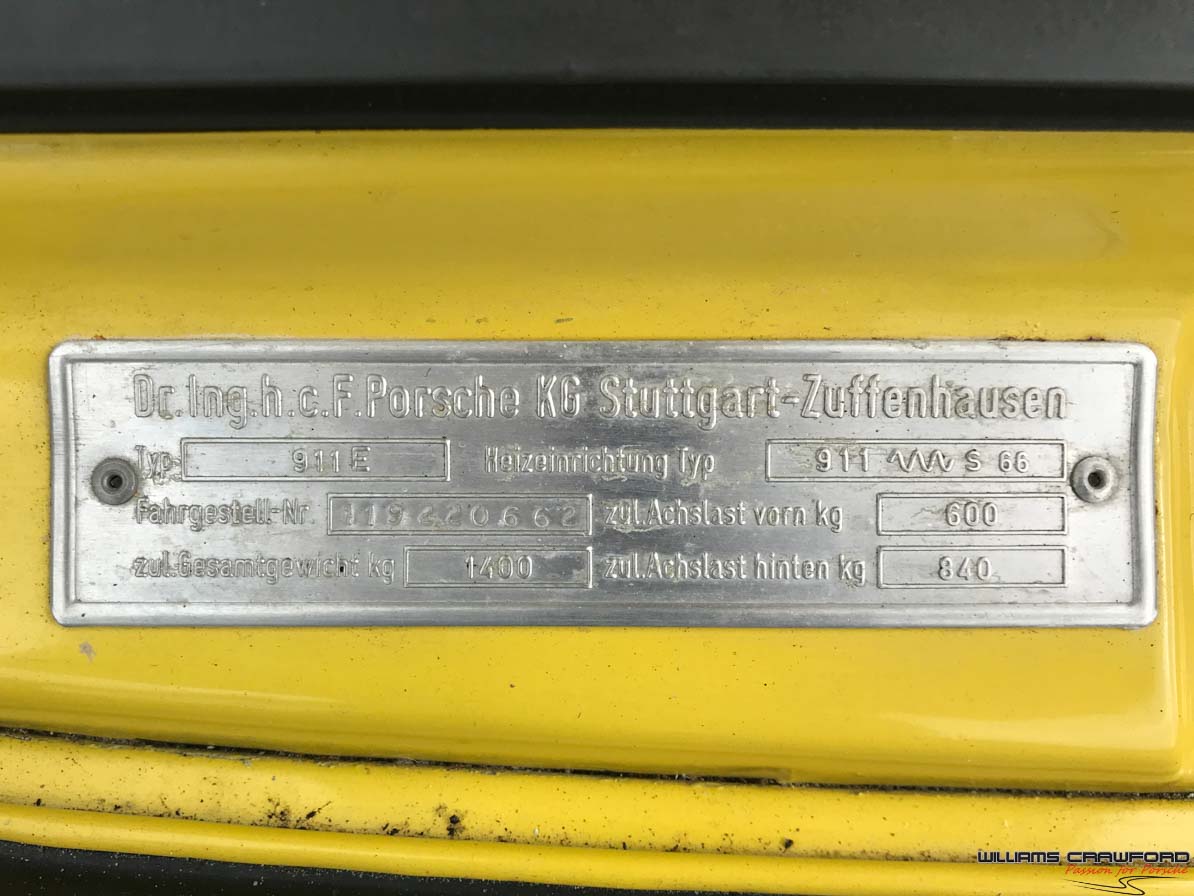 Dr.Ing.h.c.F.Porsche KG Stuttgart-Zuffenhausen
Typ 911E Heizeinrichtung Typ 911 S 66
Fahrgestell-Nr 119220662 zul.Achslast vorn kg 600
zul.Gesamtgewicht kg 1400 zul.Achslast hinten kg 840
WILLIAMS CRAWFORD
Passion for Porsche